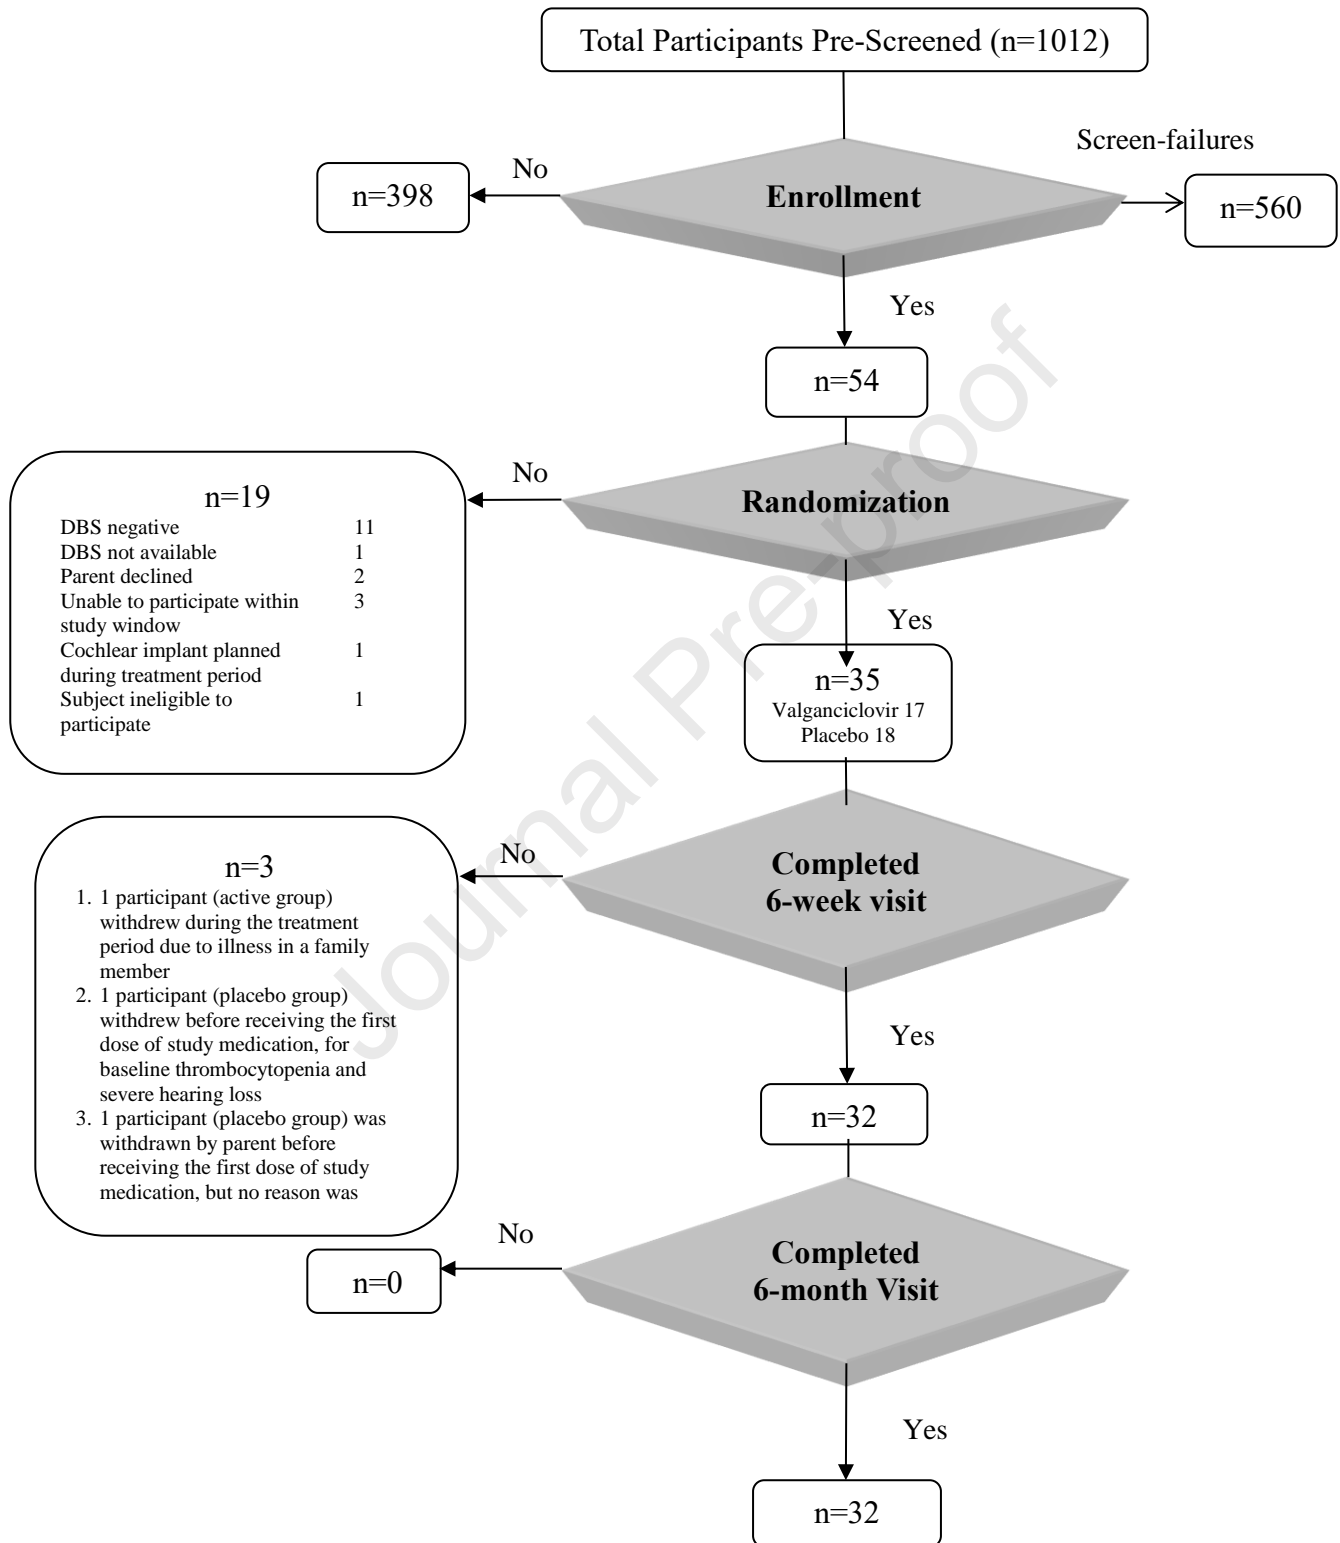 Total Participants Pre-Screened (n=1012)
Screen-failures
No
n=398
Enrollment
n=560
Yes
n=54
No
Randomization
n=19
DBS negative 11
DBS not available 1
Parent declined 2
Unable to participate within 3
study window
Cochlear implant planned 1
during treatment period
Subject ineligible to 1
participate
Yes
n=35
Valganciclovir 17
Placebo 18
No
Completed
6-week visit
n=3
1. 1 participant (active group)
withdrew during the treatment
period due to illness in a family
member
2. 1 participant (placebo group)
withdrew before receiving the first
dose of study medication, for
baseline thrombocytopenia and
severe hearing loss
3. 1 participant (placebo group) was
withdrawn by parent before
receiving the first dose of study
medication, but no reason was
Yes
n=32
No
Completed
6-month Visit
n=0
Yes
n=32
Journal Pre-proof